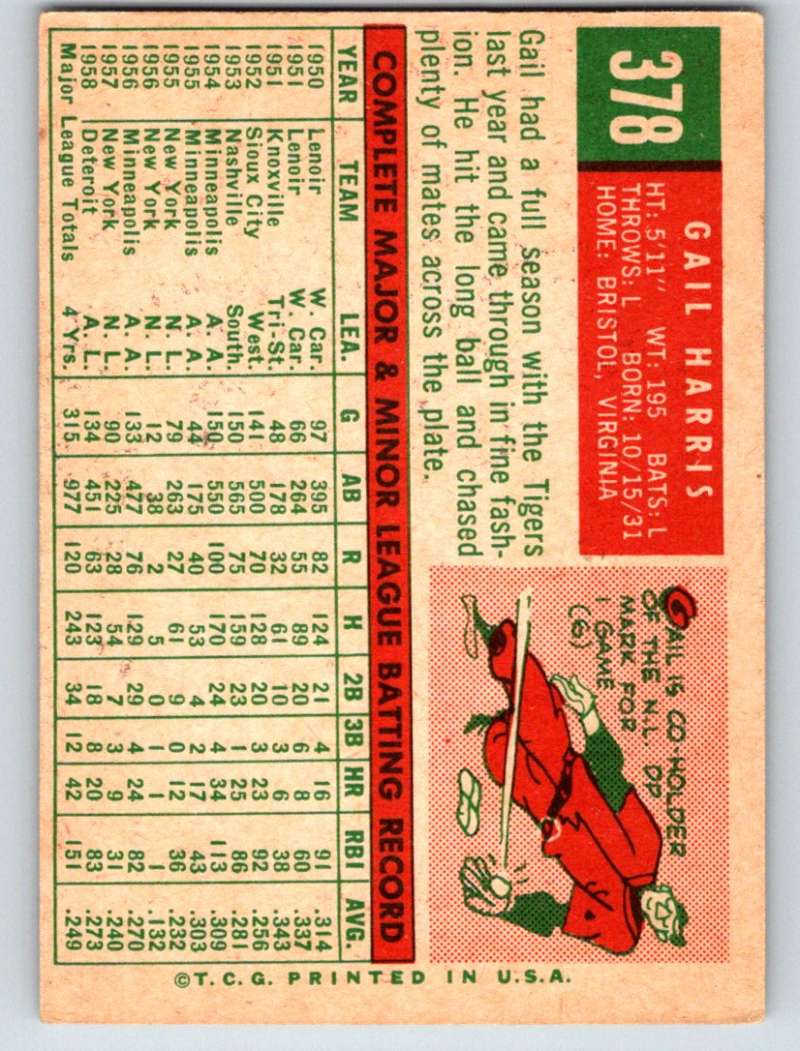 378
GAIL HARRIS
HT: 5'11" WT: 195 BATS: L
THROWS: L BORN: 10/15/31
HOME: BRISTOL, VIRGINIA
Gail had a full season with the Tigers
last year and came through in fine fash-
ion. He hit the long ball and chased
plenty of mates across the plate.
GAIL IS CO-HOLDER
OF THE N.L. DP
MARK FOR
1 GAME
(6)
COMPLETE MAJOR & MINOR LEAGUE BATTING RECORD
YEAR TEAM LEA. G AB R H 2B 3B HR RBI AVG.
1950 Lenoir W. Car. 97 395 82 124 21 4 16 91 .314
1951 Lenoir W. Car. 66 264 55 89 20 6 8 60 .337
1951 Knoxville Tri-St. 48 178 32 61 10 3 6 38 .343
1952 Sioux City West. 141 500 70 128 20 3 23 92 .256
1953 Nashville South. 150 565 75 159 23 1 25 86 .281
1954 Minneapolis A. A. 150 550 100 170 24 4 34 113 .309
1955 Minneapolis A. A. 44 175 40 53 4 2 17 43 .303
1955 New York N. L. 79 263 27 61 9 0 12 36 .232
1956 New York N. L. 12 38 2 5 0 1 1 1 .132
1956 Minneapolis A. A. 133 477 76 129 29 4 24 82 .270
1957 New York N. L. 90 225 28 54 7 3 9 31 .240
1958 Deteroit A. L. 134 451 63 123 18 8 20 83 .273
Major League Totals 4 Yrs. 315 977 120 243 34 12 42 151 .249
©T.C.G. PRINTED IN U.S.A.